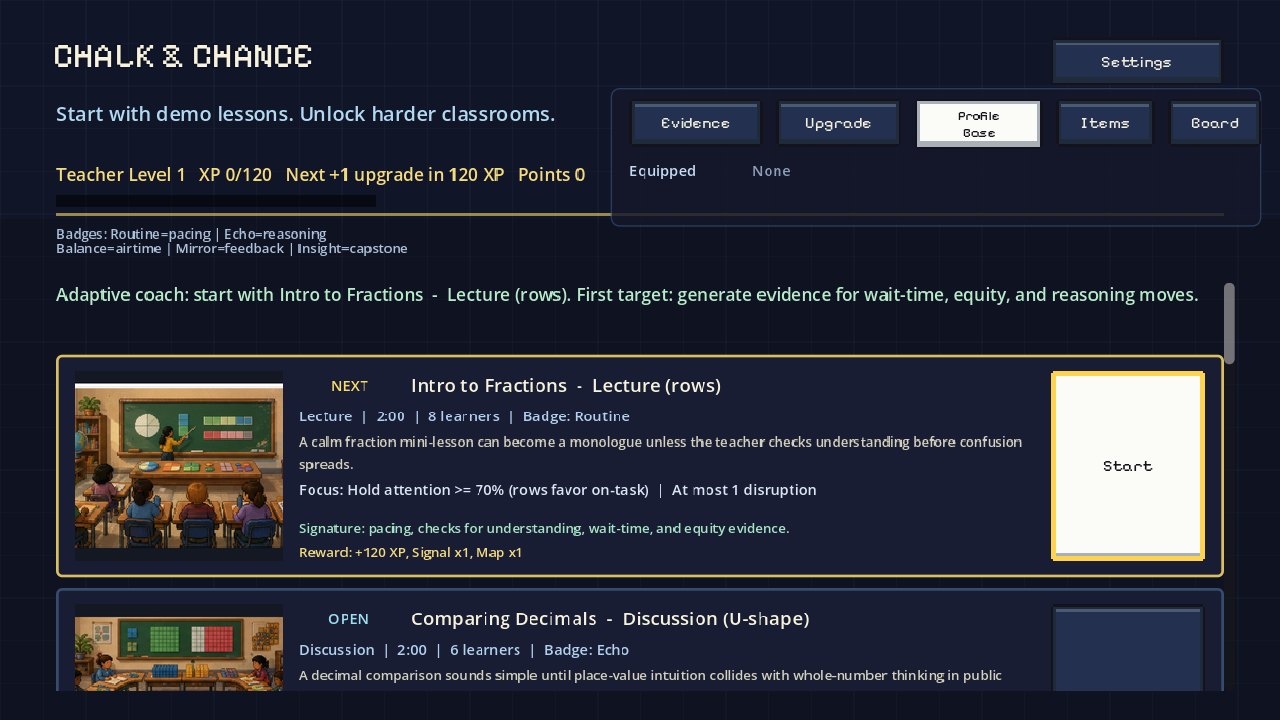 CHALK & CHANCE
Settings
Start with demo lessons. Unlock harder classrooms.
Evidence
Upgrade
Profile
Base
Items
Board
Equipped None
Teacher Level 1 XP 0/120 Next +1 upgrade in 120 XP Points 0
Badges: Routine=pacing | Echo=reasoning
Balance=airtime | Mirror=feedback | Insight=capstone
Adaptive coach: start with Intro to Fractions - Lecture (rows). First target: generate evidence for wait-time, equity, and reasoning moves.
NEXT Intro to Fractions - Lecture (rows)
Lecture | 2:00 | 8 learners | Badge: Routine
A calm fraction mini-lesson can become a monologue unless the teacher checks understanding before confusion
spreads.
Focus: Hold attention >= 70% (rows favor on-task) | At most 1 disruption
Signature: pacing, checks for understanding, wait-time, and equity evidence.
Reward: +120 XP, Signal x1, Map x1
Start
OPEN Comparing Decimals - Discussion (U-shape)
Discussion | 2:00 | 6 learners | Badge: Echo
A decimal comparison sounds simple until place-value intuition collides with whole-number thinking in public